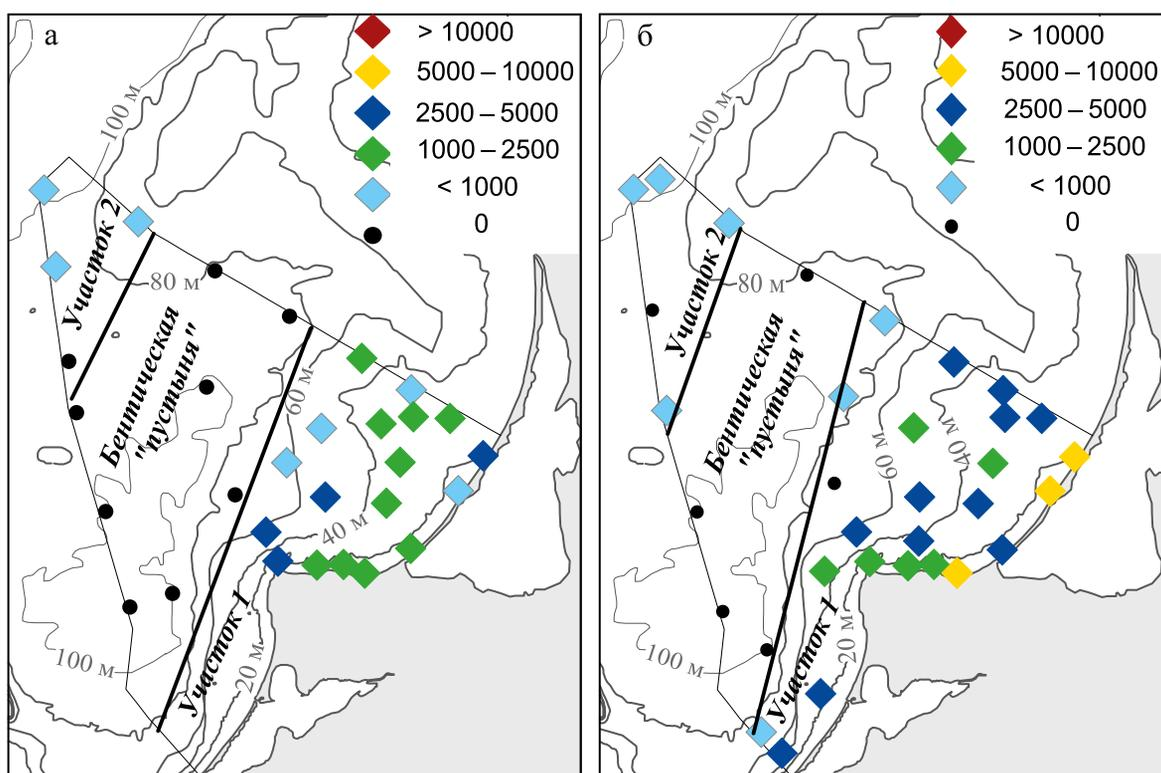 а
> 10000
5000 – 10000
2500 – 5000
1000 – 2500
< 1000
0
100 м
Участок 2
80 м
Бентическая
"пустыня"
60 м
40 м
Участок 1
20 м
100 м
б
> 10000
5000 – 10000
2500 – 5000
1000 – 2500
< 1000
0
100 м
Участок 2
80 м
Бентическая
"пустыня"
60 м
40 м
Участок 1
20 м
100 м